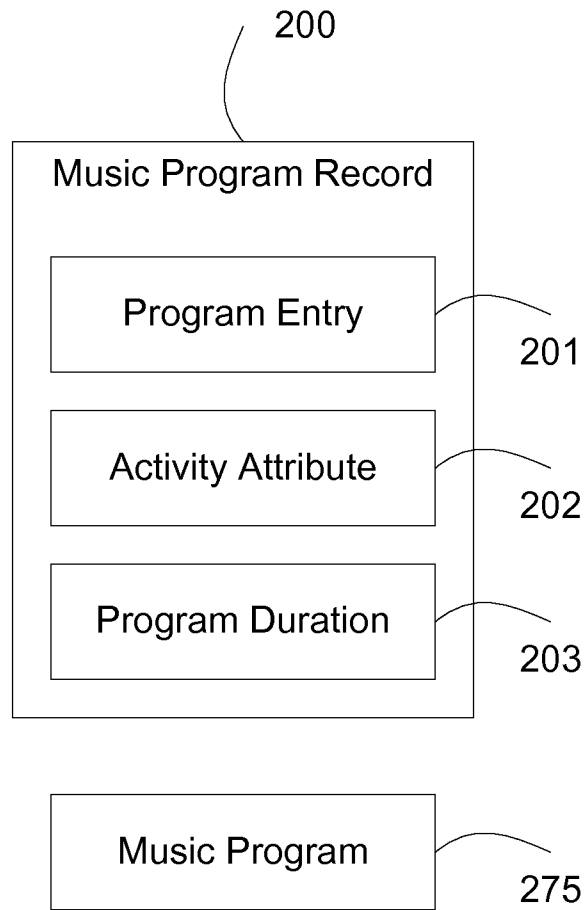 200
Music Program Record
Program Entry
201
Activity Attribute
202
Program Duration
203
Music Program
275